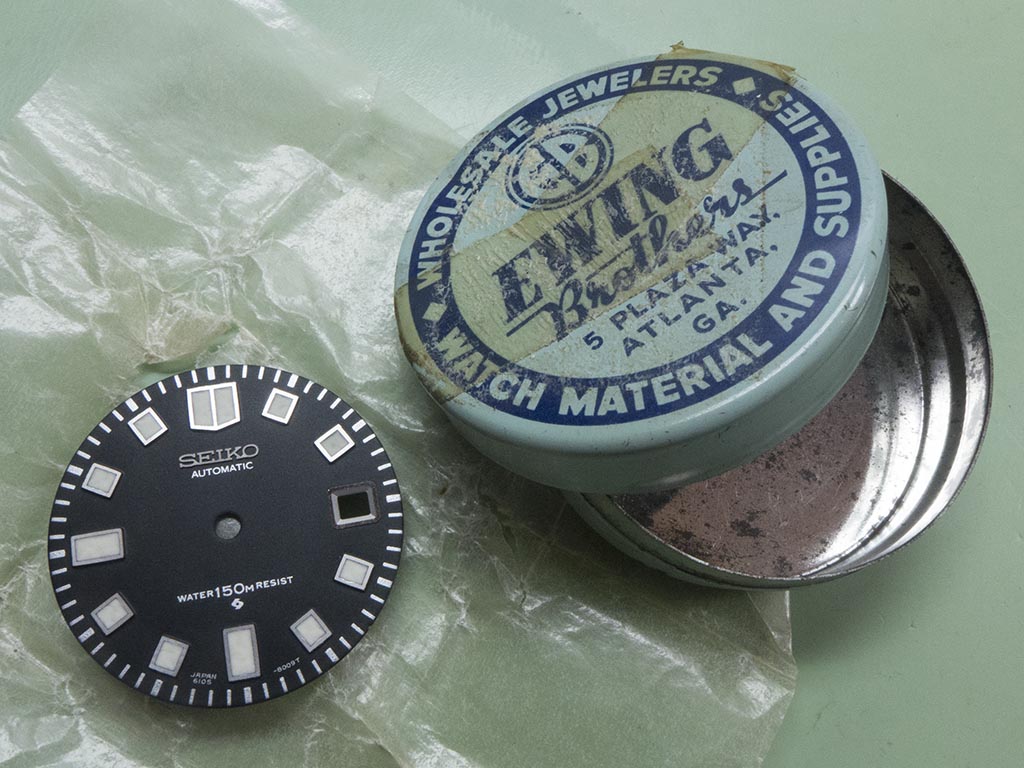 WHOLESALE JEWELERS ◆ SUPPLIES
EB
EWING
Brothers
5 PLAZA WAY,
ATLANTA,
GA.
◆ WATCH MATERIAL AND
SEIKO
AUTOMATIC
WATER 150M RESIST
JAPAN
6105
-8009T